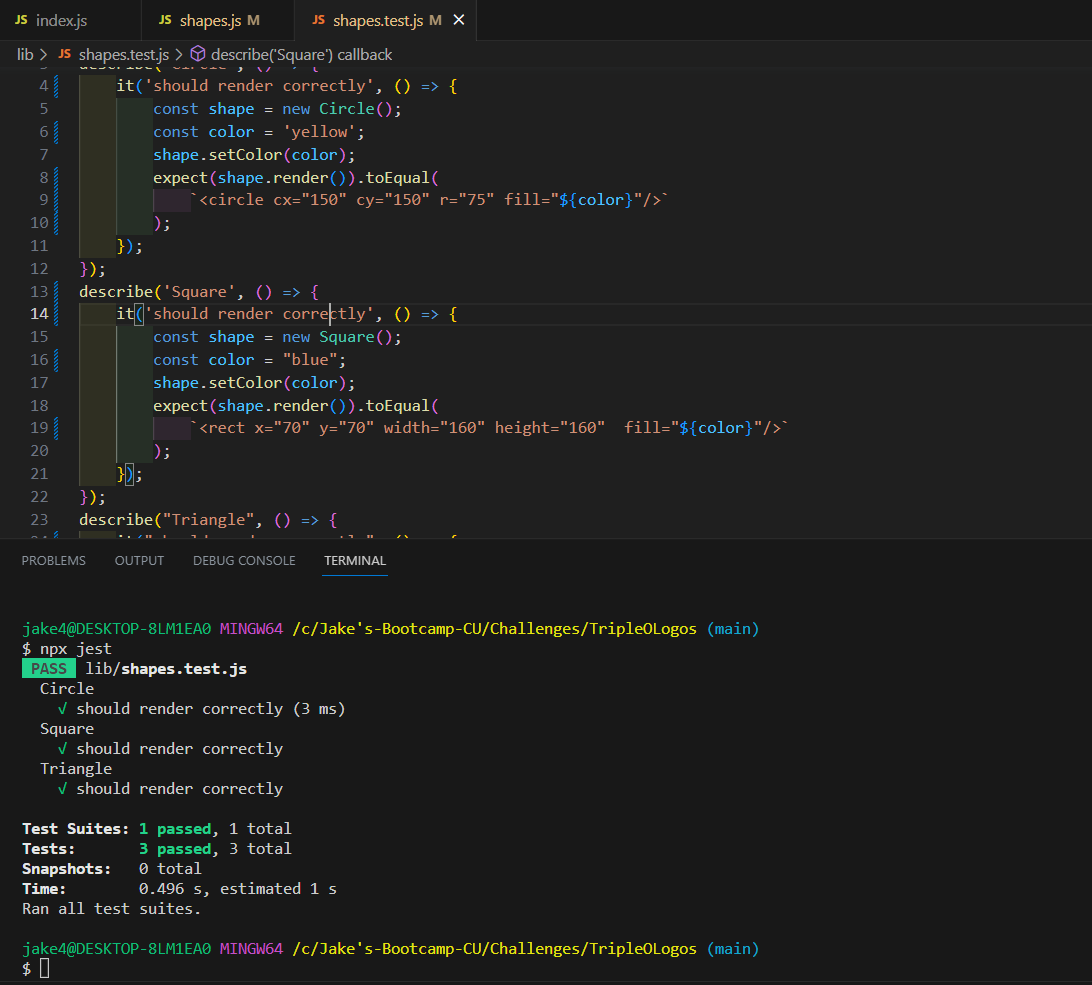 JS index.js JS shapes.js M JS shapes.test.js M ×
lib > JS shapes.test.js > describe('Square') callback
4 it('should render correctly', () => {
5 const shape = new Circle();
6 const color = 'yellow';
7 shape.setColor(color);
8 expect(shape.render()).toEqual(
9 `<circle cx="150" cy="150" r="75" fill="${color}"/>`
10 );
11 });
12 });
13 describe('Square', () => {
14 it('should render correctly', () => {
15 const shape = new Square();
16 const color = "blue";
17 shape.setColor(color);
18 expect(shape.render()).toEqual(
19 `<rect x="70" y="70" width="160" height="160"  fill="${color}"/>`
20 );
21 });
22 });
23 describe("Triangle", () => {
PROBLEMS OUTPUT DEBUG CONSOLE TERMINAL
jake4@DESKTOP-8LM1EA0 MINGW64 /c/Jake's-Bootcamp-CU/Challenges/TripleOLogos (main)
$ npx jest
PASS lib/shapes.test.js
Circle
√ should render correctly (3 ms)
Square
√ should render correctly
Triangle
√ should render correctly
Test Suites: 1 passed, 1 total
Tests: 3 passed, 3 total
Snapshots: 0 total
Time: 0.496 s, estimated 1 s
Ran all test suites.
jake4@DESKTOP-8LM1EA0 MINGW64 /c/Jake's-Bootcamp-CU/Challenges/TripleOLogos (main)
$